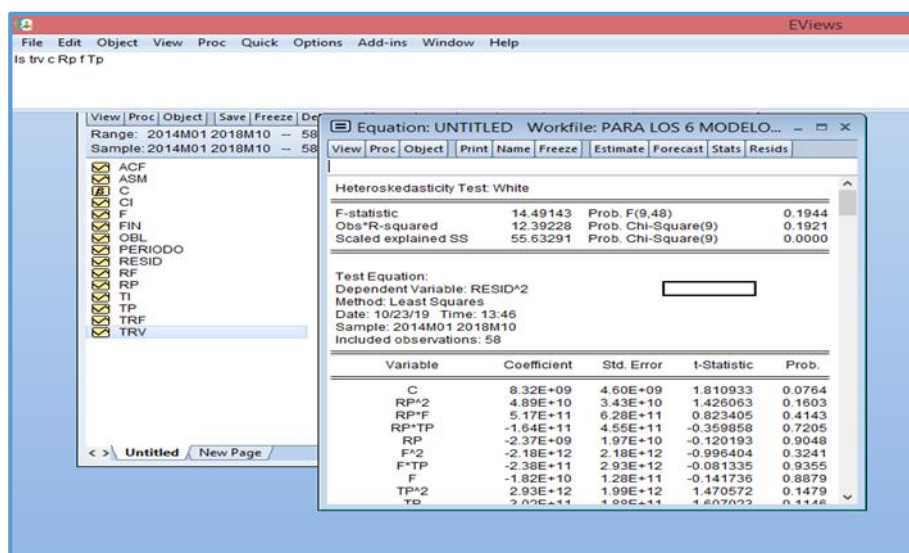 EViews
File Edit Object View Proc Quick Options Add-ins Window Help
ls trv c Rp f Tp
View Proc Object Save Freeze De
Range: 2014M01 2018M10 -- 58
Sample: 2014M01 2018M10 -- 58
ACF
ASM
C
CI
F
FIN
OBL
PERIODO
RESID
RF
RP
TI
TP
TRF
TRV
< > Untitled New Page
Equation: UNTITLED Workfile: PARA LOS 6 MODELO...
View Proc Object Print Name Freeze Estimate Forecast Stats Resids
Heteroskedasticity Test: White
F-statistic 14.49143 Prob. F(9,48) 0.1944
Obs*R-squared 12.39228 Prob. Chi-Square(9) 0.1921
Scaled explained SS 55.63291 Prob. Chi-Square(9) 0.0000
Test Equation:
Dependent Variable: RESID^2
Method: Least Squares
Date: 10/23/19 Time: 13:46
Sample: 2014M01 2018M10
Included observations: 58
Variable Coefficient Std. Error t-Statistic Prob.
C 8.32E+09 4.60E+09 1.810933 0.0764
RP^2 4.89E+10 3.43E+10 1.426063 0.1603
RP*F 5.17E+11 6.28E+11 0.823405 0.4143
RP*TP -1.64E+11 4.55E+11 -0.359858 0.7205
RP -2.37E+09 1.97E+10 -0.120193 0.9048
F^2 -2.18E+12 2.18E+12 -0.996404 0.3241
F*TP -2.38E+11 2.93E+12 -0.081335 0.9355
F -1.82E+10 1.28E+11 -0.141736 0.8879
TP^2 2.93E+12 1.99E+12 1.470572 0.1479
TP